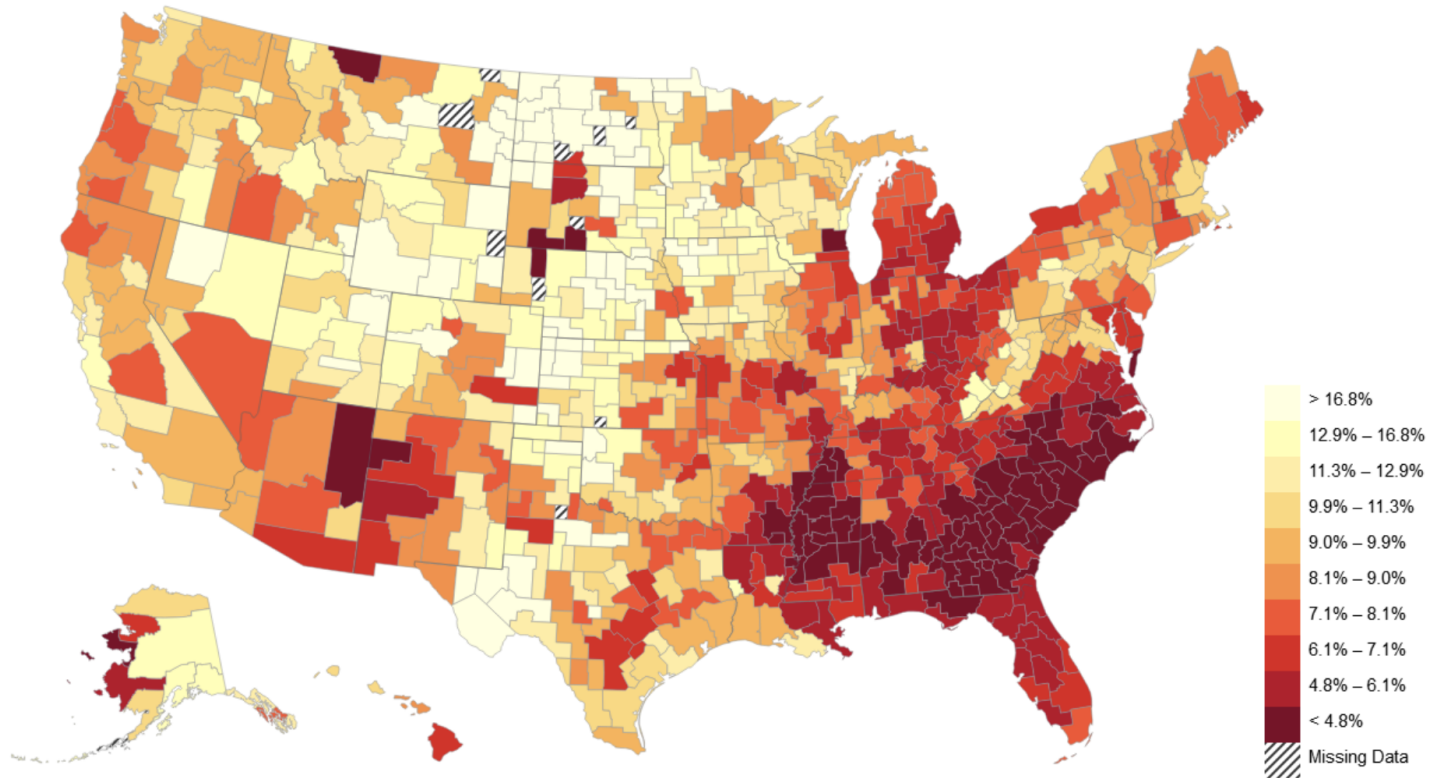 > 16.8%
12.9% – 16.8%
11.3% – 12.9%
9.9% – 11.3%
9.0% – 9.9%
8.1% – 9.0%
7.1% – 8.1%
6.1% – 7.1%
4.8% – 6.1%
< 4.8%
Missing Data